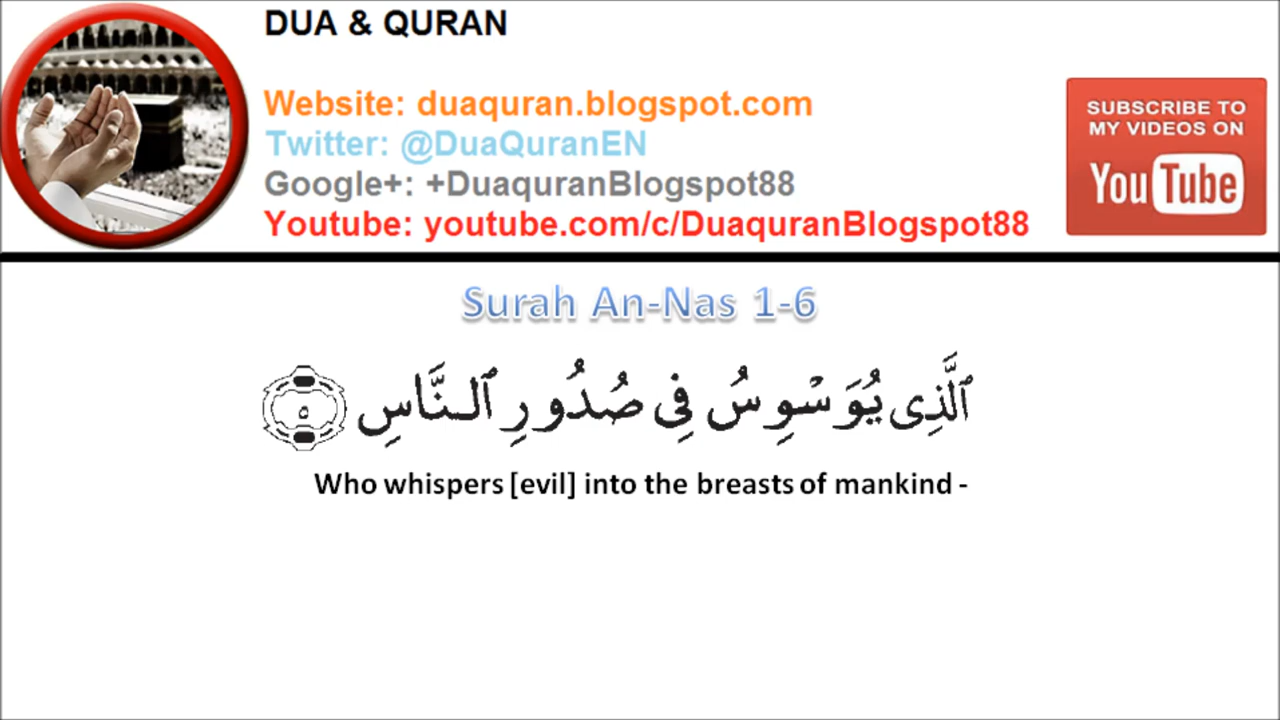 DUA & QURAN
Website: duaquran.blogspot.com
Twitter: @DuaQuranEN
Google+: +DuaquranBlogspot88
Youtube: youtube.com/c/DuaquranBlogspot88
SUBSCRIBE TO
MY VIDEOS ON
YouTube
Surah An-Nas 1-6
ٱلَّذِى يُوَسْوِسُ فِى صُدُورِ ٱلنَّاسِ ٥
Who whispers [evil] into the breasts of mankind -